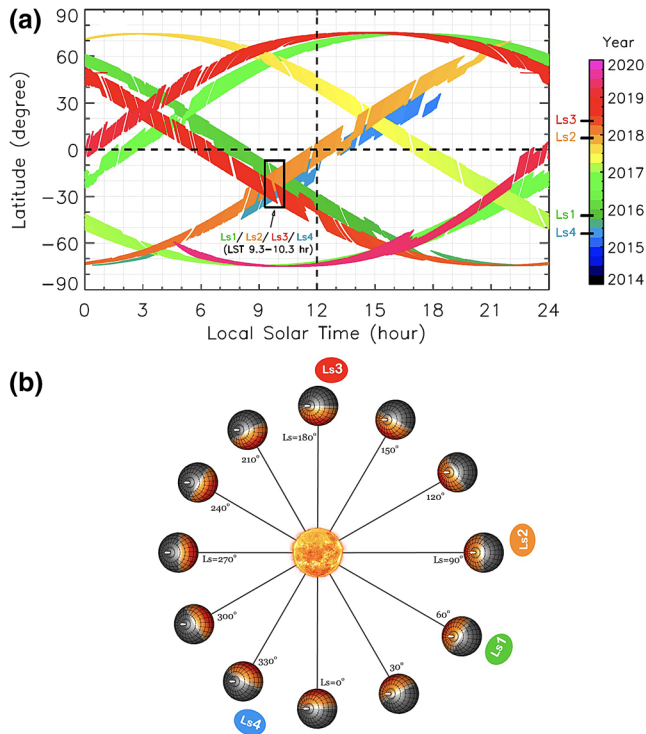 (a)
Latitude (degree)
90
60
30
0
-30
-60
-90
0 3 6 9 12 15 18 21 24
Local Solar Time (hour)
Ls1/ Ls2/ Ls3/ Ls4
(LST 9.3-10.3 hr)
Year
2020
2019
Ls3
2018
Ls2
2017
Ls1
2016
Ls4
2015
2014
(b)
Ls3
Ls=180°
210°
150°
240°
120°
Ls=270°
Ls=90°
Ls2
300°
60°
Ls1
330°
30°
Ls=0°
Ls4